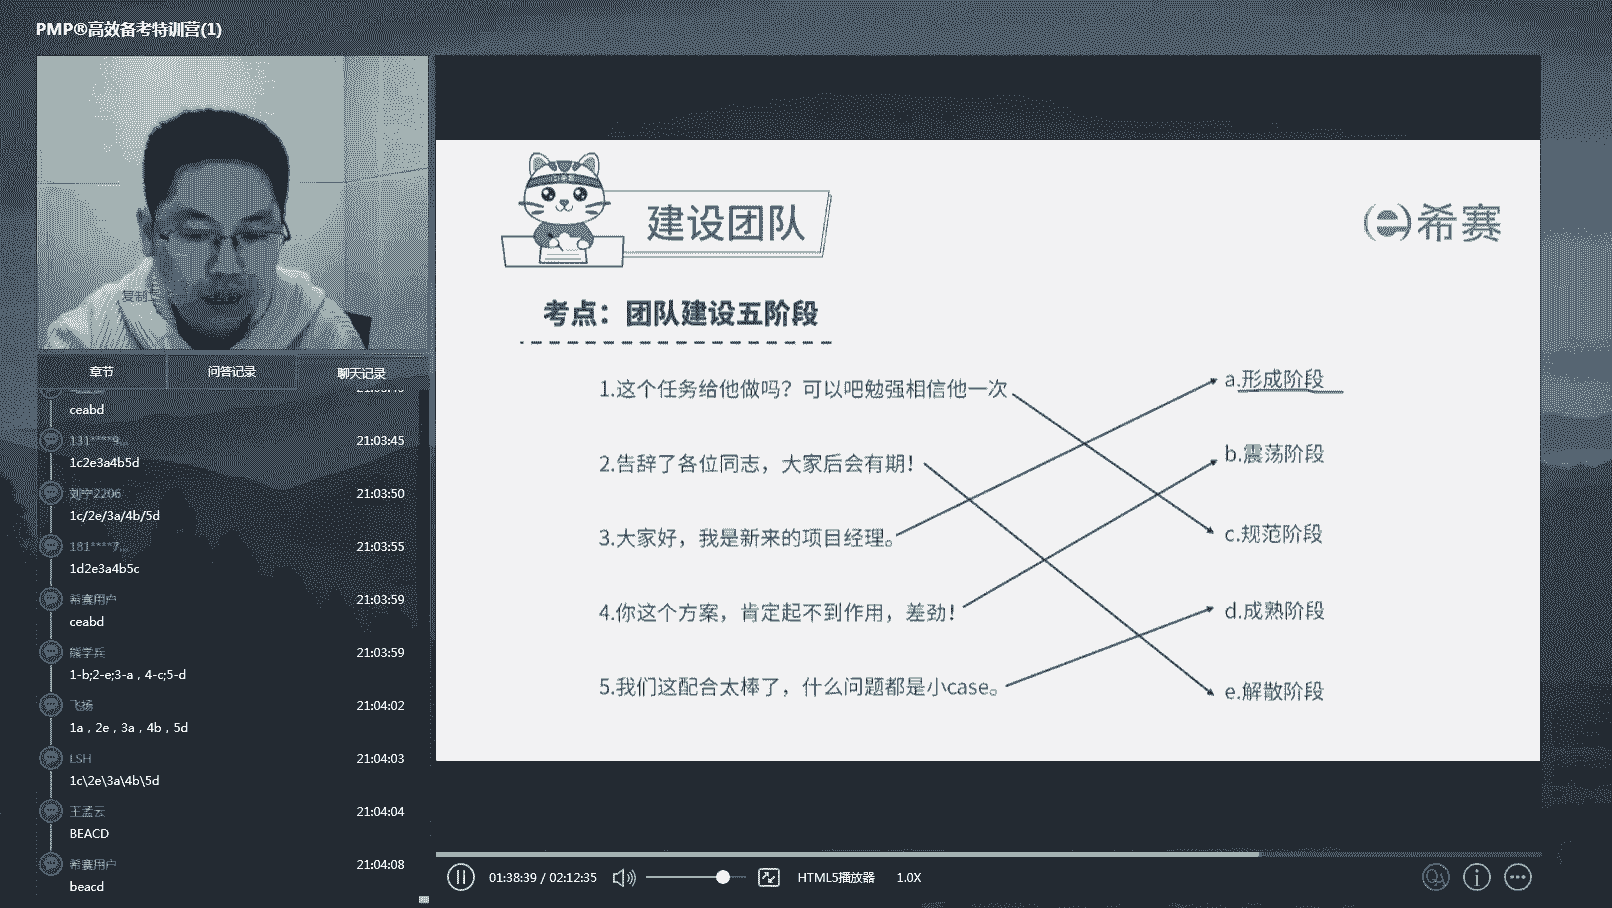 PMP®高效备考特训营(1)
复制
章节
问答记录
聊天记录
ceabd
131****9...
21:03:45
1c2e3a4b5d
刘宁2206
21:03:50
1c/2e/3a/4b/5d
181****7...
21:03:55
1d2e3a4b5c
希赛用户
21:03:59
ceabd
熊学兵
21:03:59
1-b;2-e;3-a，4-c;5-d
飞扬
21:04:02
1a，2e，3a，4b，5d
LSH
21:04:03
1c\2e\3a\4b\5d
王孟云
21:04:04
BEACD
希赛用户
21:04:08
beacd
建设团队
希赛
考点：团队建设五阶段
1.这个任务给他做吗？可以吧勉强相信他一次
a.形成阶段
2.告辞了各位同志，大家后会有期！
b.震荡阶段
3.大家好，我是新来的项目经理。
c.规范阶段
4.你这个方案，肯定起不到作用，差劲！
d.成熟阶段
5.我们这配合太棒了，什么问题都是小case。
e.解散阶段
01:38:39 / 02:12:35
HTML5播放器
1.0X